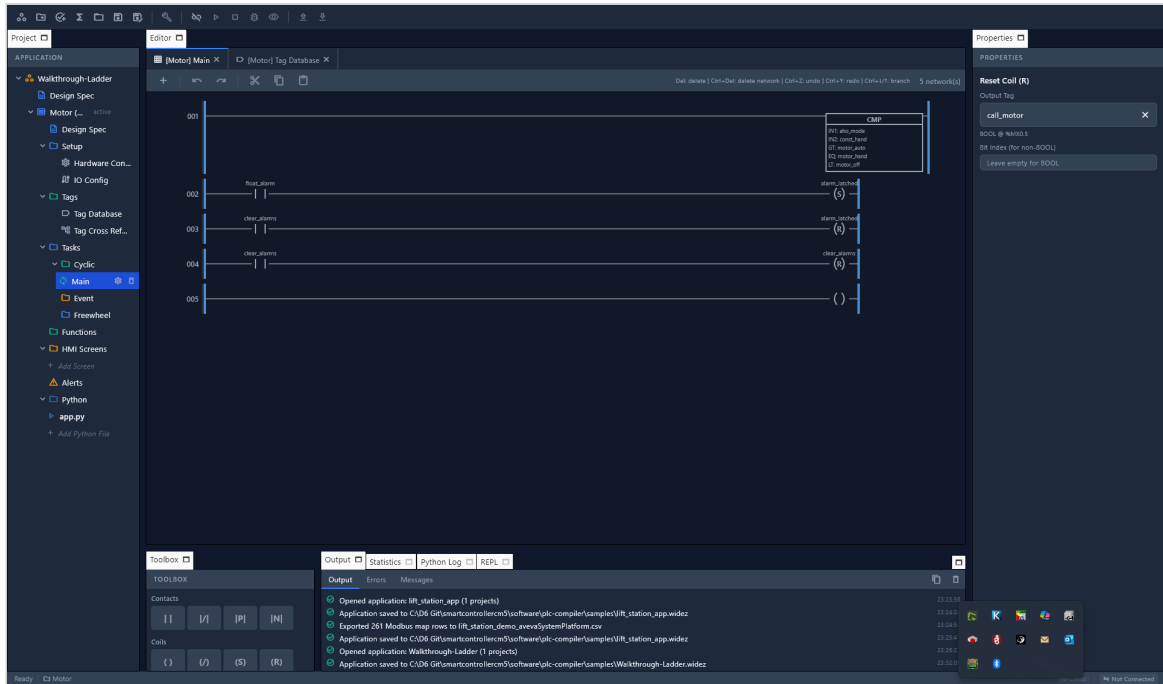 Project
Editor
Properties
APPLICATION
Walkthrough-Ladder
Design Spec
Motor (... active
Design Spec
Setup
Hardware Con...
IO Config
Tags
Tag Database
Tag Cross Ref...
Tasks
Cyclic
Main
Event
Freewheel
Functions
HMI Screens
+ Add Screen
Alerts
Python
app.py
+ Add Python File
[Motor] Main
[Motor] Tag Database
Del: delete | Ctrl+Del: delete network | Ctrl+Z: undo | Ctrl+Y: redo | Ctrl+↓/↑: branch 5 network(s)
001
CMP
IN1: aho_mode
IN2: const_hand
GT: motor_auto
EQ: motor_hand
LT: motor_off
float_alarm alarm_latched
002 (S)
clear_alarms alarm_latched
003 (R)
clear_alarms clear_alarms
004 (R)
005 ( )
Toolbox
TOOLBOX
Contacts
| | |/| |P| |N|
Coils
( ) (/) (S) (R)
Output Statistics Python Log REPL
Output Errors Messages
Opened application: lift_station_app (1 projects)
Application saved to C:\D6 Git\smartcontrollercm5\software\plc-compiler\samples\lift_station_app.widez
Exported 261 Modbus map rows to lift_station_demo_avevaSystemPlatform.csv
Application saved to C:\D6 Git\smartcontrollercm5\software\plc-compiler\samples\lift_station_app.widez
Opened application: Walkthrough-Ladder (1 projects)
Application saved to C:\D6 Git\smartcontrollercm5\software\plc-compiler\samples\Walkthrough-Ladder.widez
PROPERTIES
Reset Coil (R)
Output Tag
call_motor
BOOL @ %MX0.5
Bit Index (for non-BOOL)
Leave empty for BOOL
Ready
Motor
Not Connected